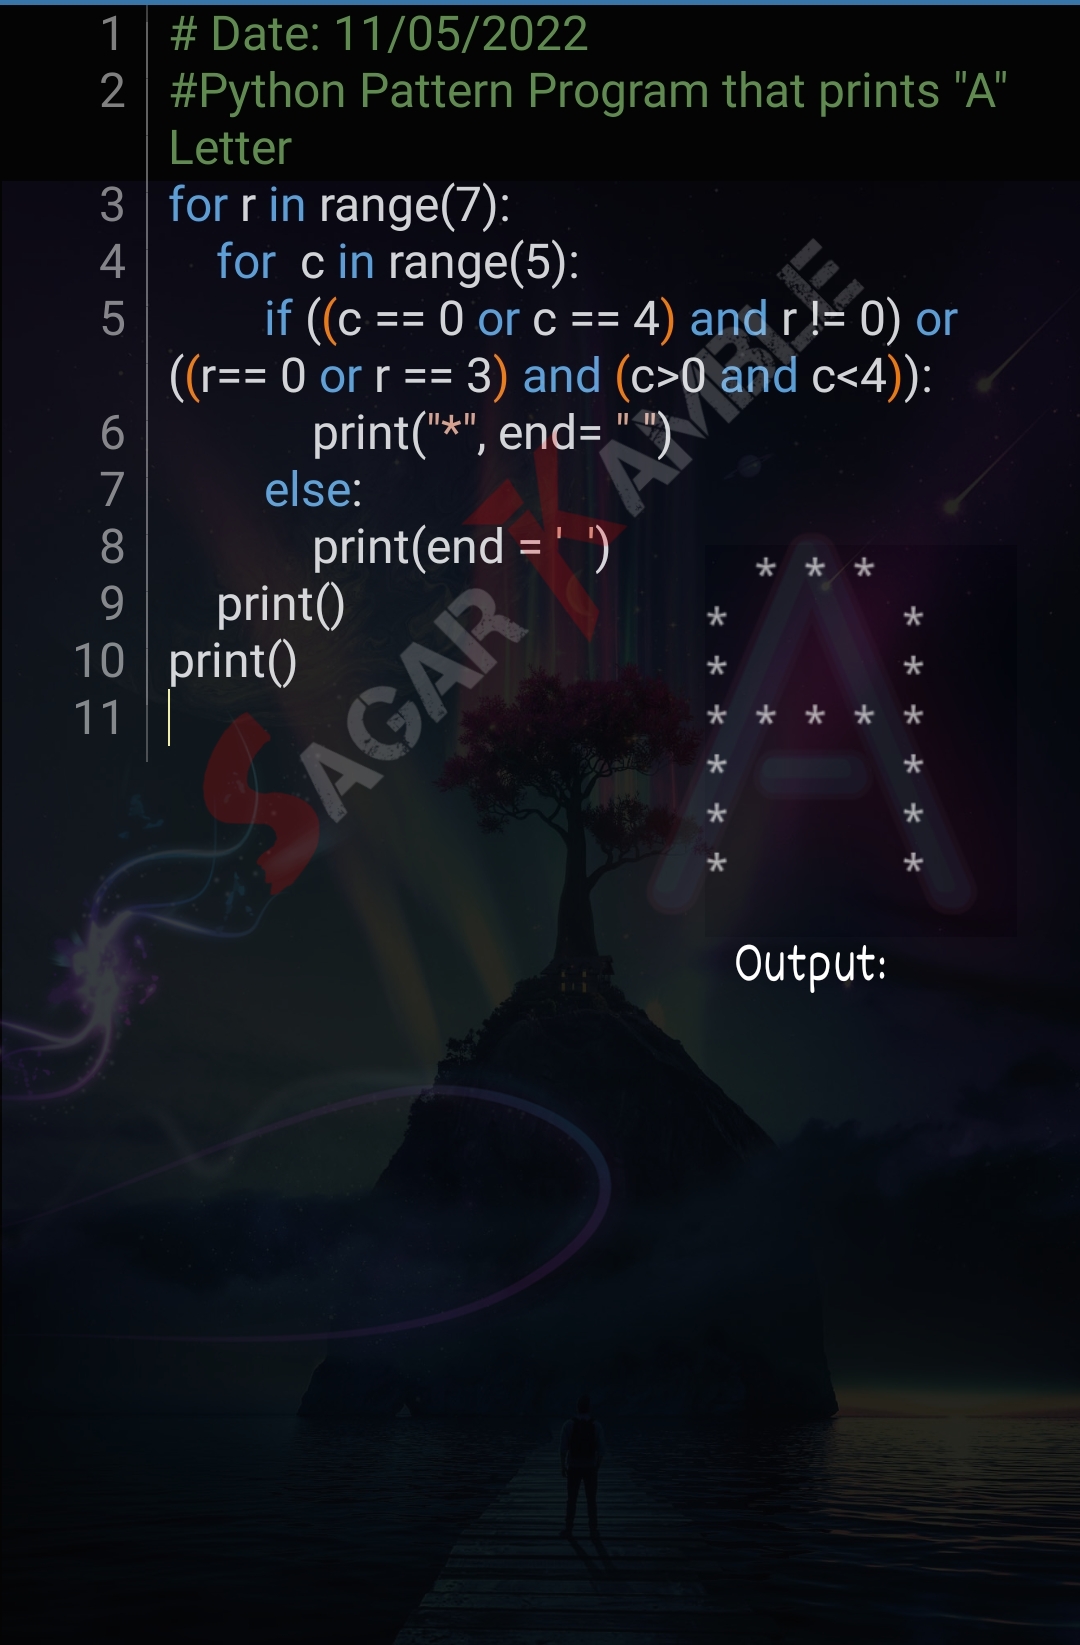 1 # Date: 11/05/2022
2 #Python Pattern Program that prints "A"
Letter
3 for r in range(7):
4     for  c in range(5):
5         if ((c == 0 or c == 4) and r != 0) or
((r== 0 or r == 3) and (c>0 and c<4)):
6             print("*", end= " ")
7         else:
8             print(end = '  ')
9     print()
10 print()
11
SAGAR KAMBLE
  * * *
*       *
*       *
* * * * *
*       *
*       *
*       *
Output: